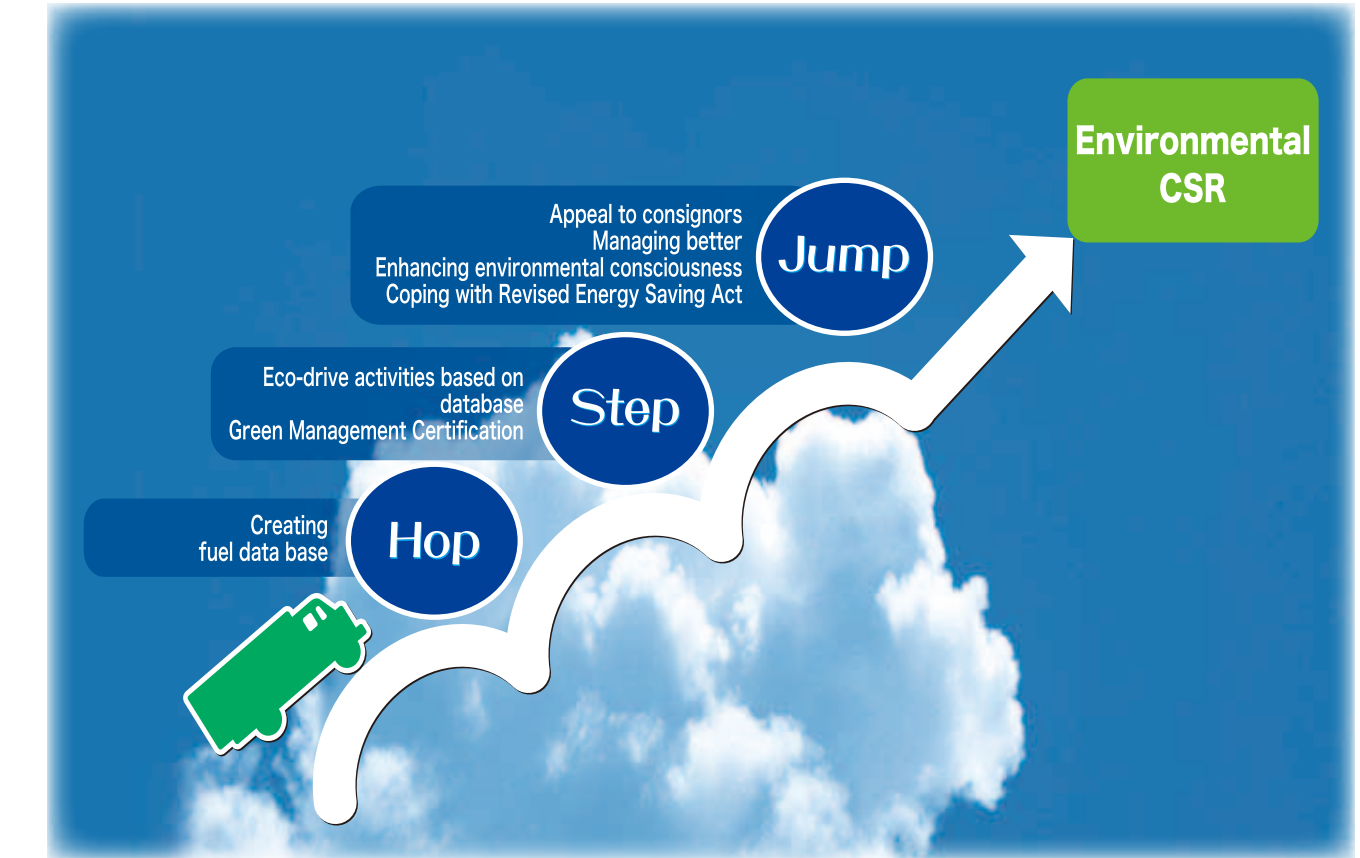 Environmental
CSR
Appeal to consignors
Managing better
Enhancing environmental consciousness
Coping with Revised Energy Saving Act
Jump
Eco-drive activities based on
database
Green Management Certification
Step
Creating
fuel data base
Hop